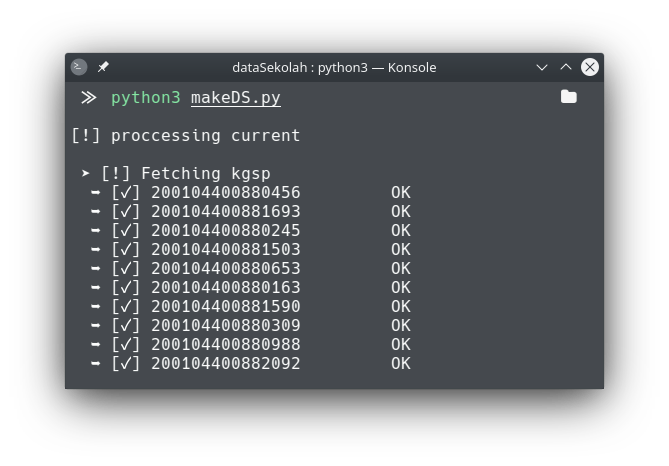 dataSekolah : python3 — Konsole
≫ python3 makeDS.py
[!] proccessing current
➤ [!] Fetching kgsp
➥ [✓] 200104400880456 OK
➥ [✓] 200104400881693 OK
➥ [✓] 200104400880245 OK
➥ [✓] 200104400881503 OK
➥ [✓] 200104400880653 OK
➥ [✓] 200104400880163 OK
➥ [✓] 200104400881590 OK
➥ [✓] 200104400880309 OK
➥ [✓] 200104400880988 OK
➥ [✓] 200104400882092 OK